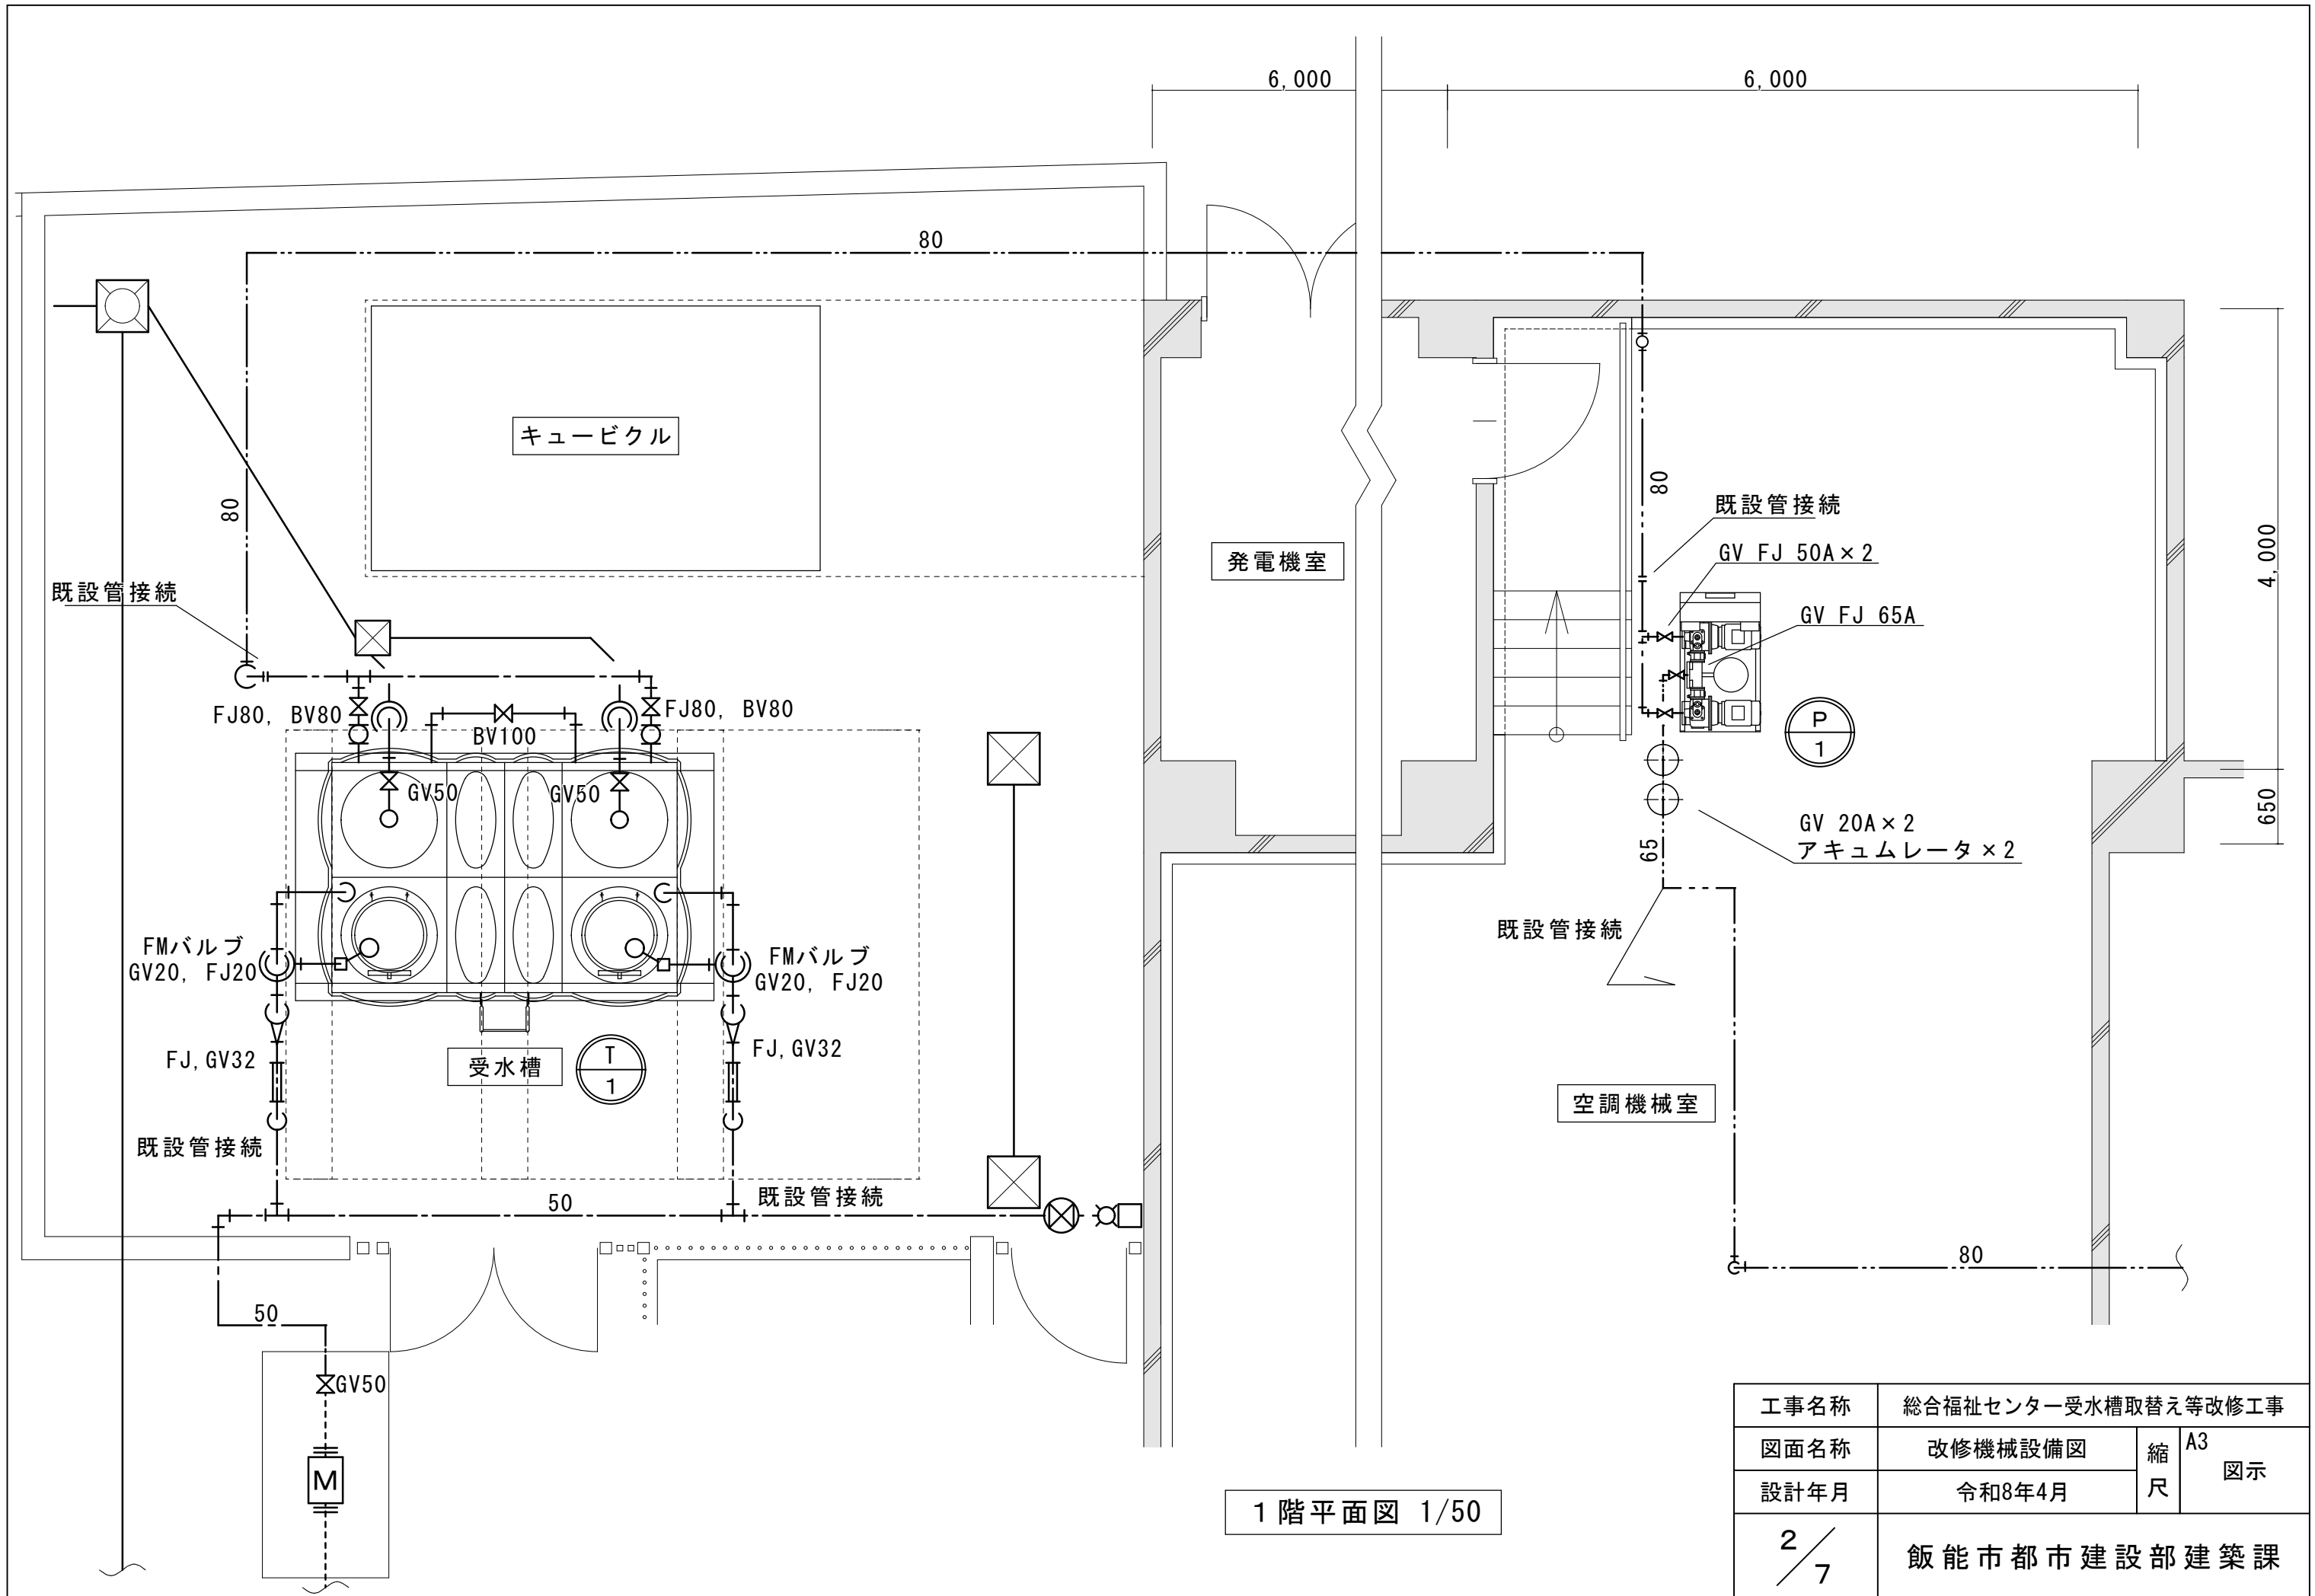 6,000
6,000
80
キュービクル
80
80
既設管接続
GV FJ 50A×2
発電機室
4,000
既設管接続
GV FJ 65A
FJ80, BV80
FJ80, BV80
BV100
P
1
GV50
GV50
650
GV 20A×2
アキュムレータ×2
65
既設管接続
FMバルブ
GV20, FJ20
FMバルブ
GV20, FJ20
FJ,GV32
FJ,GV32
受水槽
T
1
空調機械室
既設管接続
既設管接続
50
80
50
GV50
M
1階平面図 1/50
工事名称
総合福祉センター受水槽取替え等改修工事
図面名称
改修機械設備図
縮尺
A3
図示
設計年月
令和8年4月
2/7
飯能市都市建設部建築課